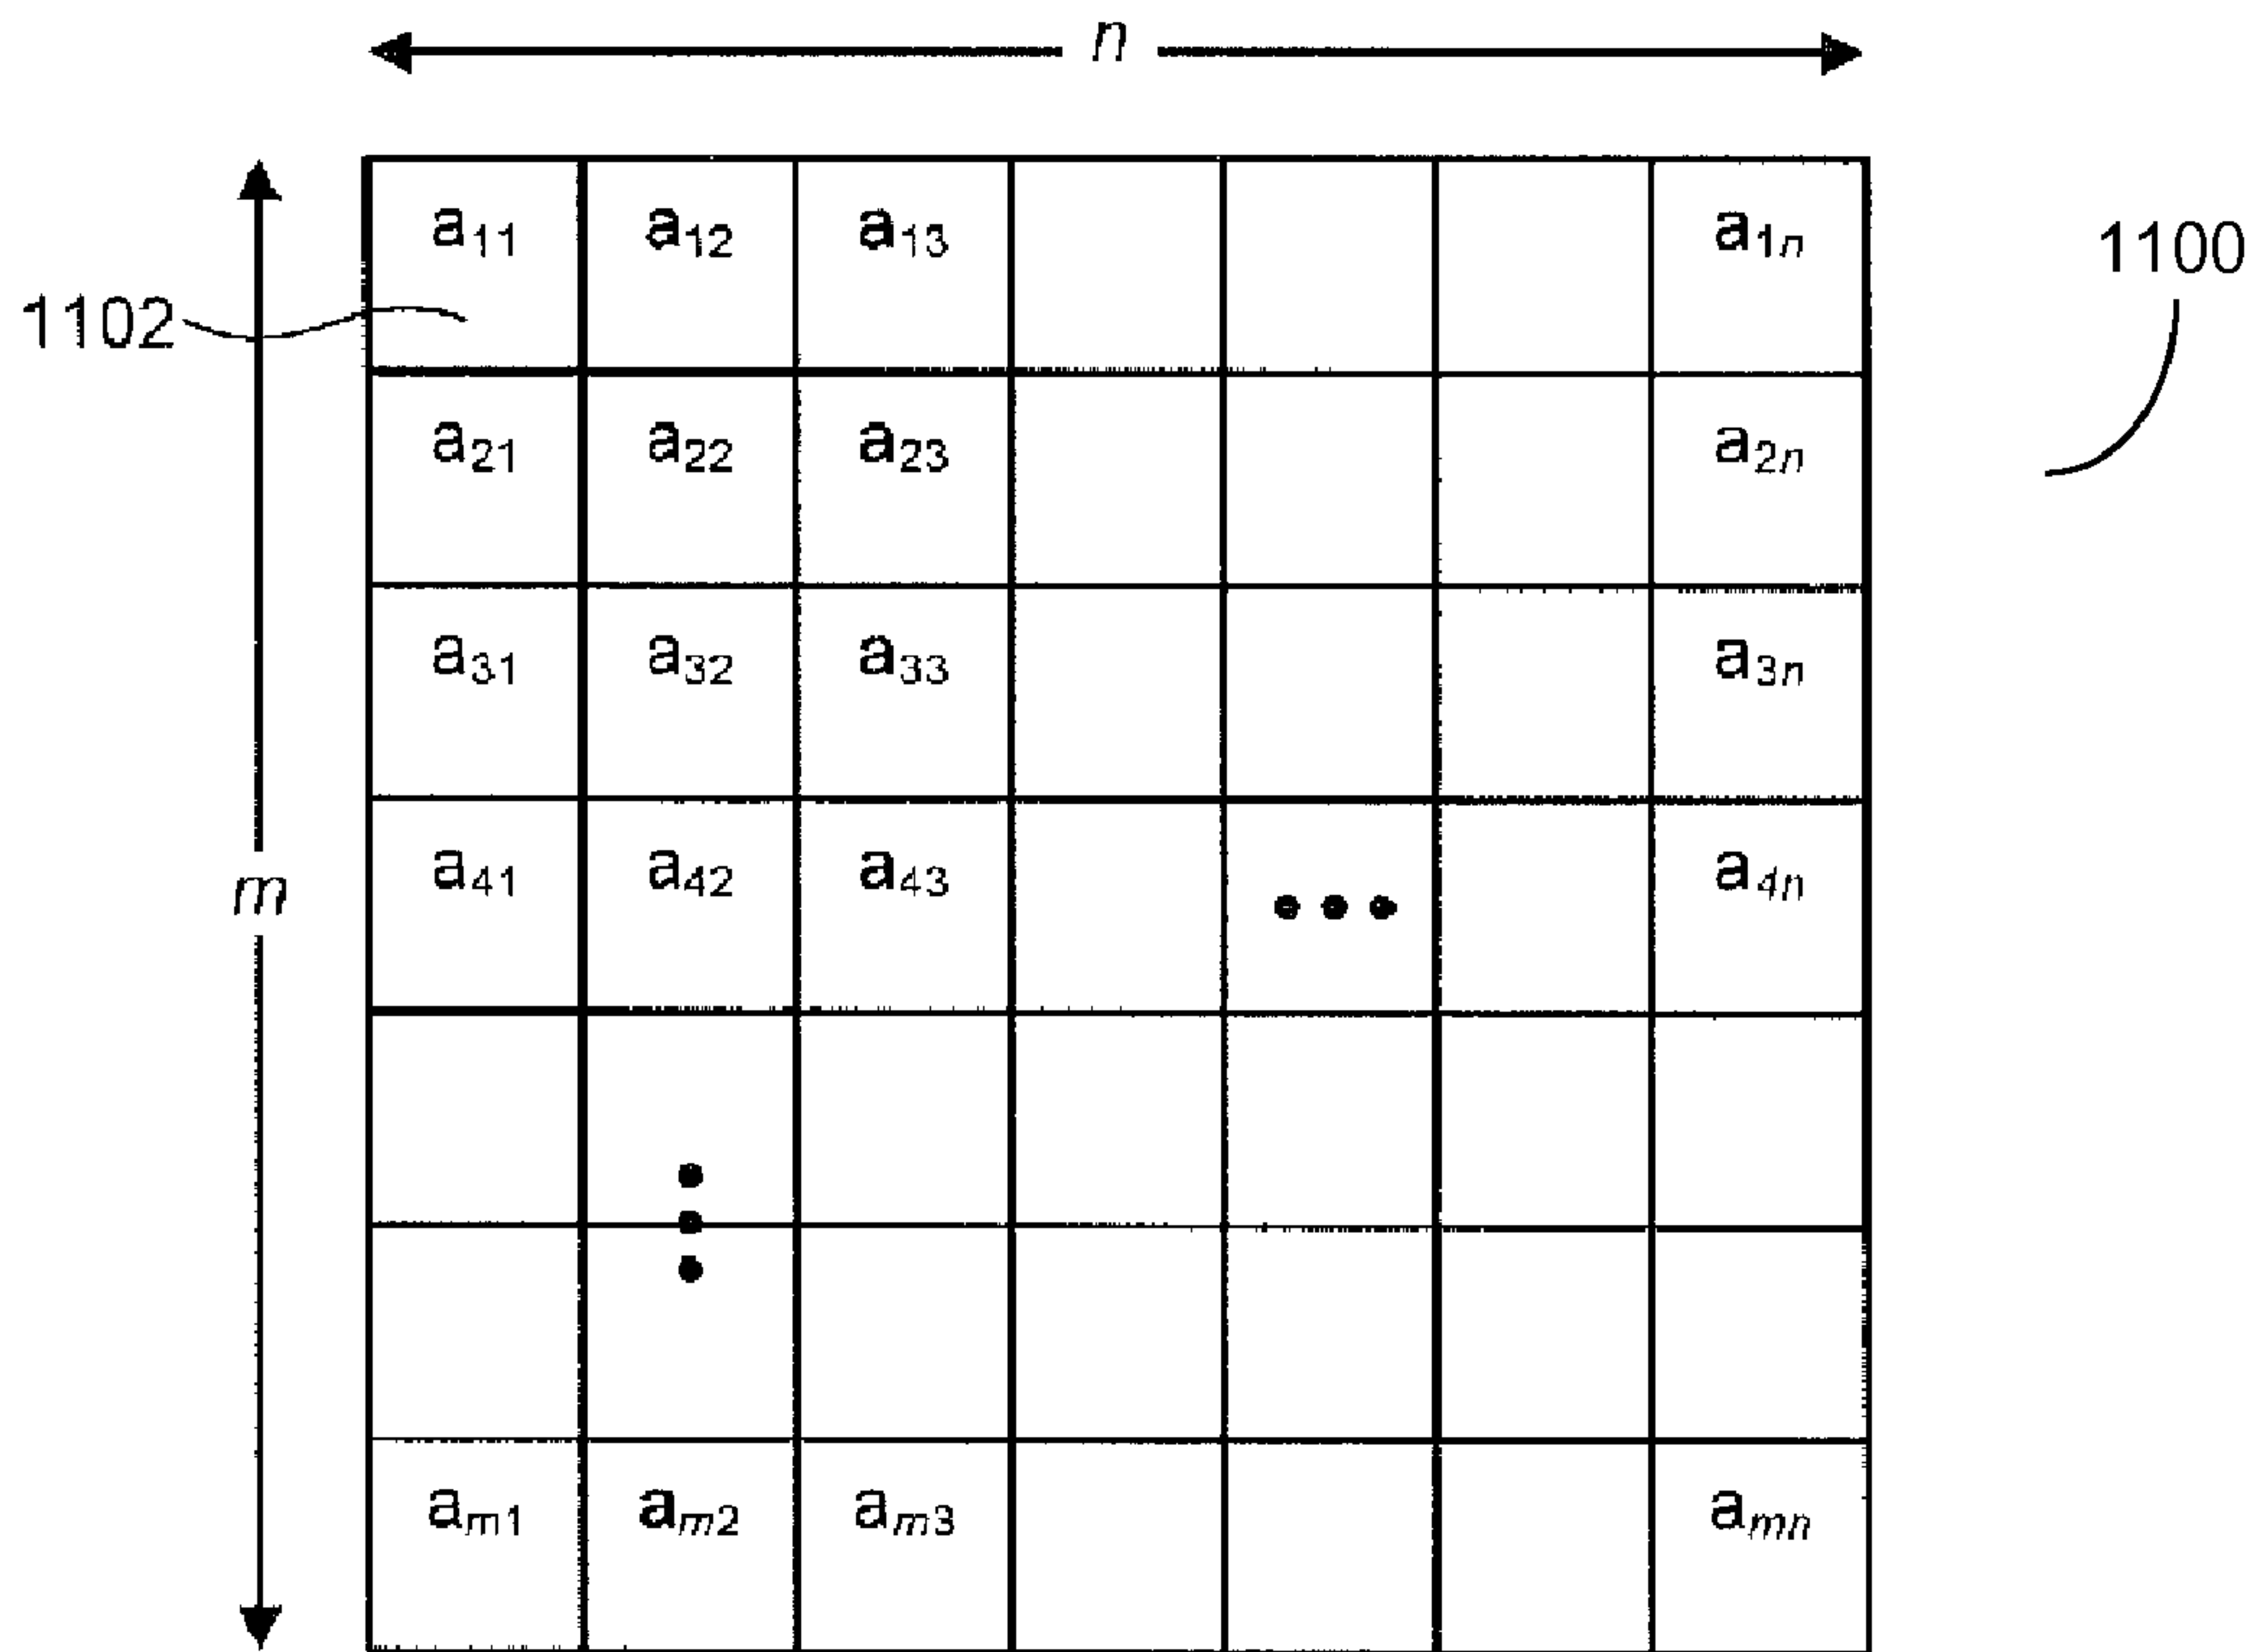 n
a11 a12 a13 a1n
1100
1102
a21 a22 a23 a2n
a31 a32 a33 a3n
m
a41 a42 a43 ••• a4n
am1 am2 am3 amn